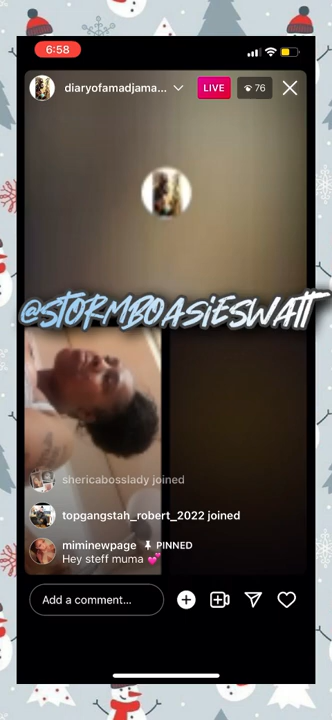 6:58
diaryofamadjama...
LIVE
76
@STORMBOASIESWATT
shericabosslady joined
topgangstah_robert_2022 joined
miminewpage PINNED
Hey steff muma 💕
Add a comment...